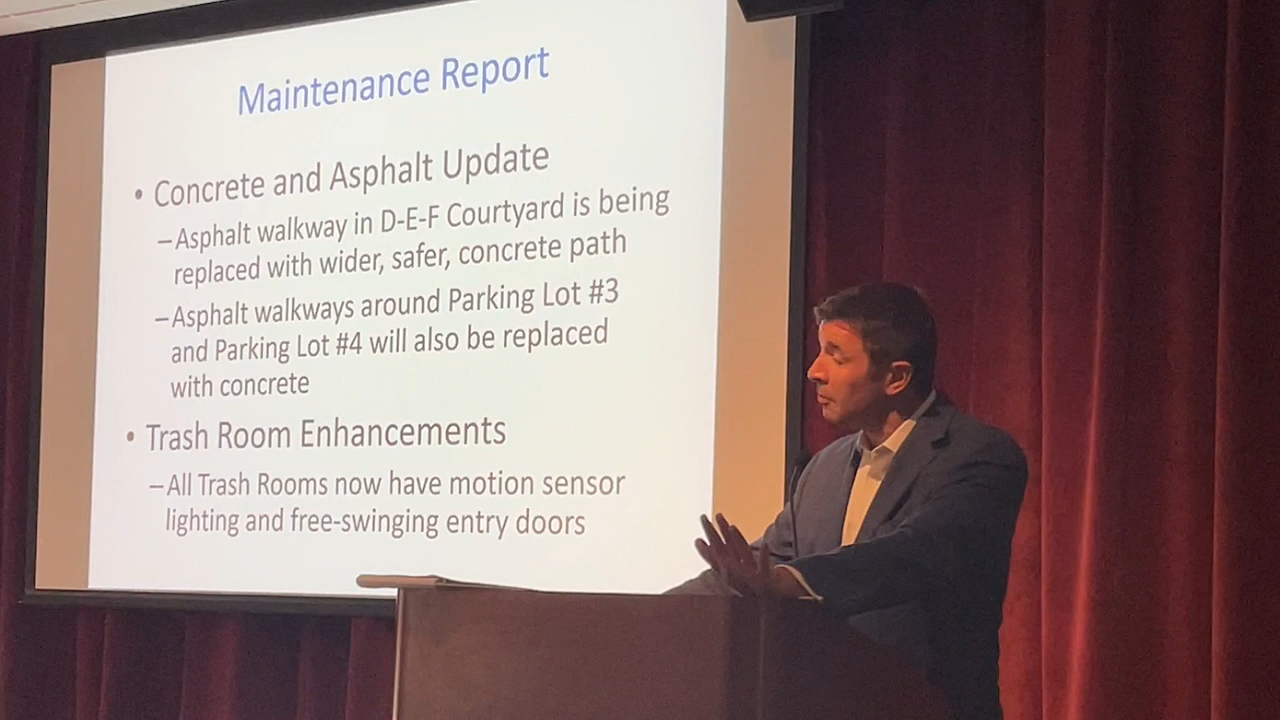 Maintenance Report
• Concrete and Asphalt Update
–Asphalt walkway in D-E-F Courtyard is being
replaced with wider, safer, concrete path
–Asphalt walkways around Parking Lot #3
and Parking Lot #4 will also be replaced
with concrete
• Trash Room Enhancements
–All Trash Rooms now have motion sensor
lighting and free-swinging entry doors